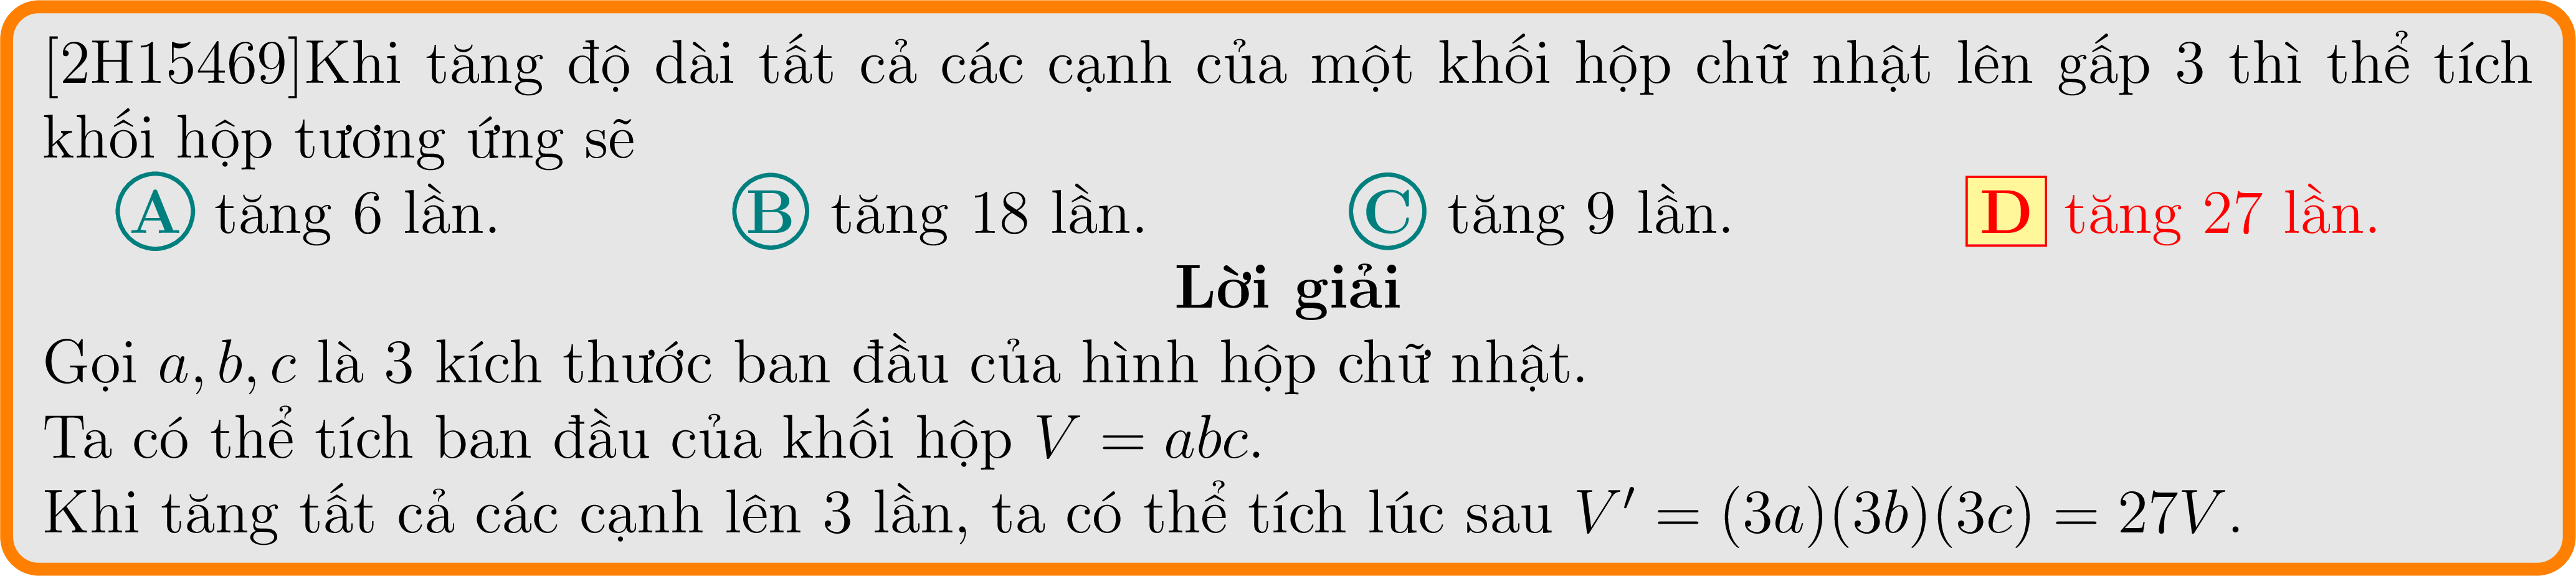 [2H15469]Khi tăng độ dài tất cả các cạnh của một khối hộp chữ nhật lên gấp 3 thì thể tích
khối hộp tương ứng sẽ
A tăng 6 lần. B tăng 18 lần. C tăng 9 lần. D tăng 27 lần.
Lời giải
Gọi a, b, c là 3 kích thước ban đầu của hình hộp chữ nhật.
Ta có thể tích ban đầu của khối hộp V = abc.
Khi tăng tất cả các cạnh lên 3 lần, ta có thể tích lúc sau V′ = (3a)(3b)(3c) = 27V.